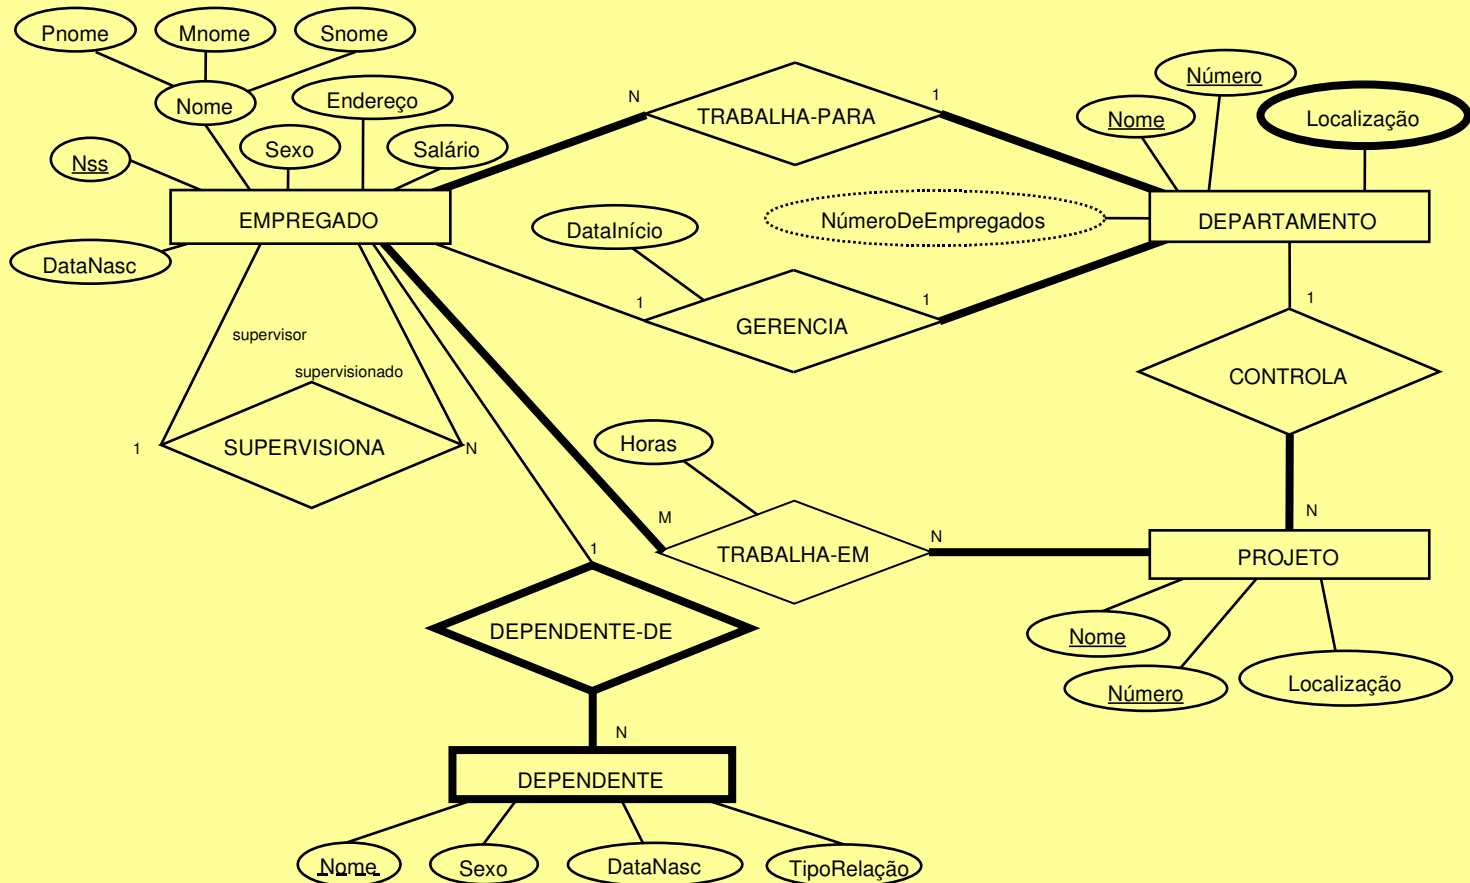 Pnome
Mnome
Snome
Nome
Endereço
Nss
Sexo
Salário
EMPREGADO
DataNasc
N
TRABALHA-PARA
1
Nome
Número
Localização
NúmeroDeEmpregados
DEPARTAMENTO
DataInício
1
GERENCIA
1
1
CONTROLA
N
supervisor
supervisionado
1
SUPERVISIONA
N
Horas
M
TRABALHA-EM
N
PROJETO
Nome
Número
Localização
1
DEPENDENTE-DE
N
DEPENDENTE
Nome
Sexo
DataNasc
TipoRelação